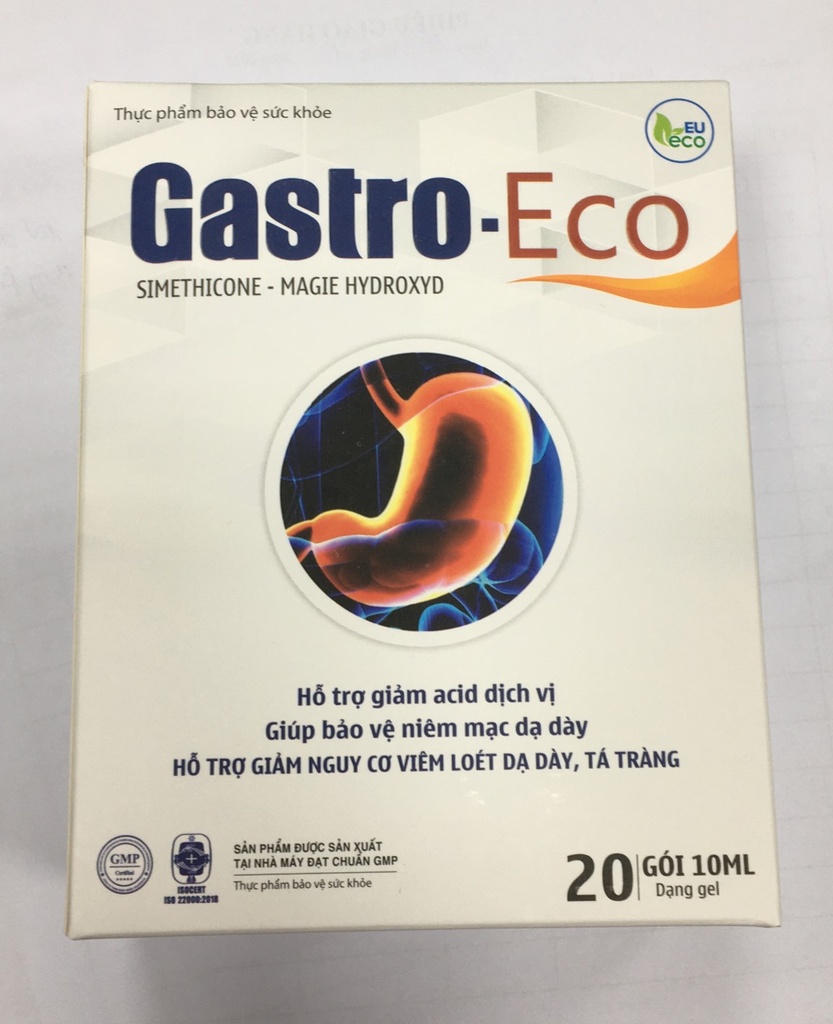 Thực phẩm bảo vệ sức khỏe
EU
eco
Gastro-Eco
SIMETHICONE - MAGIE HYDROXYD
Hỗ trợ giảm acid dịch vị
Giúp bảo vệ niêm mạc dạ dày
HỖ TRỢ GIẢM NGUY CƠ VIÊM LOÉT DẠ DÀY, TÁ TRÀNG
GMP
Certified
ISOCERT
ISO 22000:2018
SẢN PHẨM ĐƯỢC SẢN XUẤT
TẠI NHÀ MÁY ĐẠT CHUẨN GMP
Thực phẩm bảo vệ sức khỏe
20 GÓI 10ML
Dạng gel